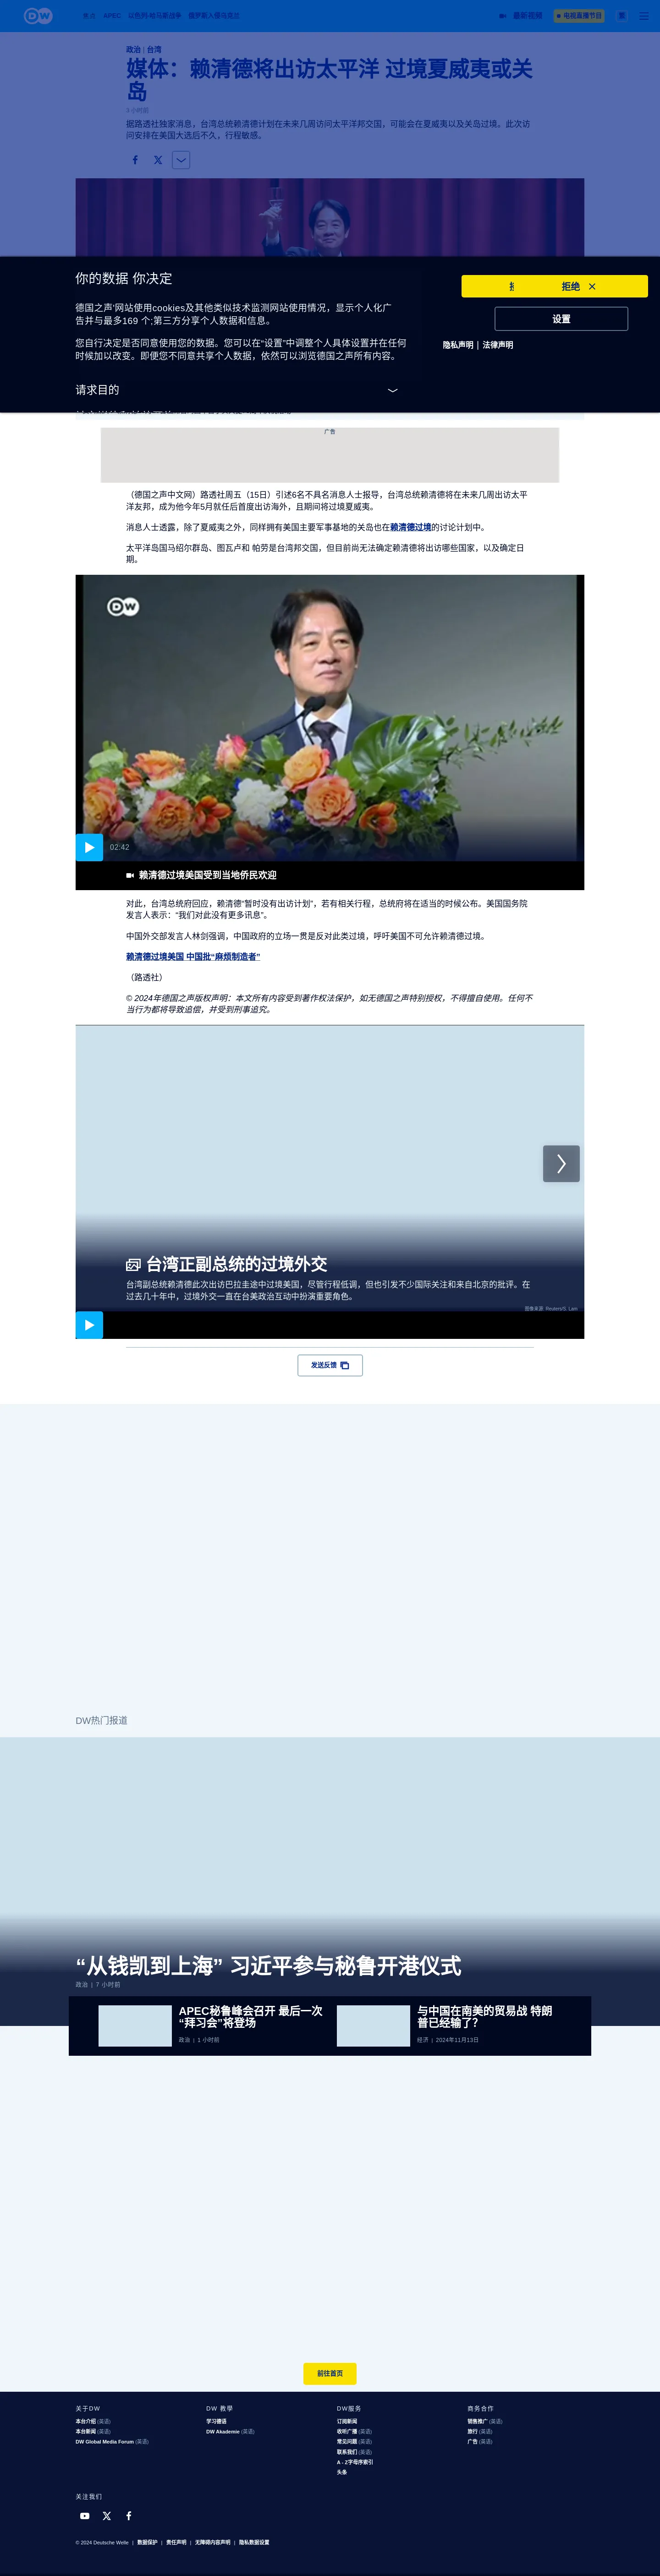 DW
焦点 APEC 以色列-哈马斯战争 俄罗斯入侵乌克兰 最新视频 电视直播节目
政治 | 台湾
媒体：赖清德将出访太平洋 过境夏威夷或关
岛
3 小时前
据路透社独家消息，台湾总统赖清德计划在未来几周访问太平洋邦交国，可能会在夏威夷以及关岛过境。此次访
问安排在美国大选后不久，行程敏感。
你的数据 你决定
拒绝
德国之声'网站使用cookies及其他类似技术监测网站使用情况，显示个人化广
告并与最多169 个;第三方分享个人数据和信息。
设置
您自行决定是否同意使用您的数据。您可以在"设置"中调整个人具体设置并在任何
时候加以改变。即便您不同意共享个人数据，依然可以浏览德国之声所有内容。
隐私声明 | 法律声明
请求目的
广告
（德国之声中文网）路透社周五（15日）引述6名不具名消息人士报导，台湾总统赖清德将在未来几周出访太平
洋友邦，成为他今年5月就任后首度出访海外，且期间将过境夏威夷。
消息人士透露，除了夏威夷之外，同样拥有美国主要军事基地的关岛也在赖清德过境的讨论计划中。
太平洋岛国马绍尔群岛、图瓦卢和 帕劳是台湾邦交国，但目前尚无法确定赖清德将出访哪些国家，以及确定日
期。
DW
02:42
赖清德过境美国受到当地侨民欢迎
对此，台湾总统府回应，赖清德"暂时没有出访计划"，若有相关行程，总统府将在适当的时候公布。美国国务院
发言人表示："我们对此没有更多讯息"。
中国外交部发言人林剑强调，中国政府的立场一贯是反对此类过境，呼吁美国不可允许赖清德过境。
赖清德过境美国 中国批“麻烦制造者”
（路透社）
© 2024年德国之声版权声明：本文所有内容受到著作权法保护，如无德国之声特别授权，不得擅自使用。任何不
当行为都将导致追偿，并受到刑事追究。
台湾正副总统的过境外交
台湾副总统赖清德此次出访巴拉圭途中过境美国，尽管行程低调，但也引发不少国际关注和来自北京的批评。在
过去几十年中，过境外交一直在台美政治互动中扮演重要角色。
图像来源: Reuters/S. Lam
发送反馈
DW热门报道
“从钱凯到上海” 习近平参与秘鲁开港仪式
政治 | 7 小时前
APEC秘鲁峰会召开 最后一次
“拜习会”将登场
政治 | 1 小时前
与中国在南美的贸易战 特朗
普已经输了？
经济 | 2024年11月13日
前往首页
关于DW
本台介绍 (英语)
本台新闻 (英语)
DW Global Media Forum (英语)
DW 教學
学习德语
DW Akademie (英语)
DW服务
订阅新闻
收听广播 (英语)
常见问题 (英语)
联系我们 (英语)
A - Z字母序索引
头条
商务合作
销售推广 (英语)
旅行 (英语)
广告 (英语)
关注我们
© 2024 Deutsche Welle | 数据保护 | 责任声明 | 无障碍内容声明 | 隐私数据设置